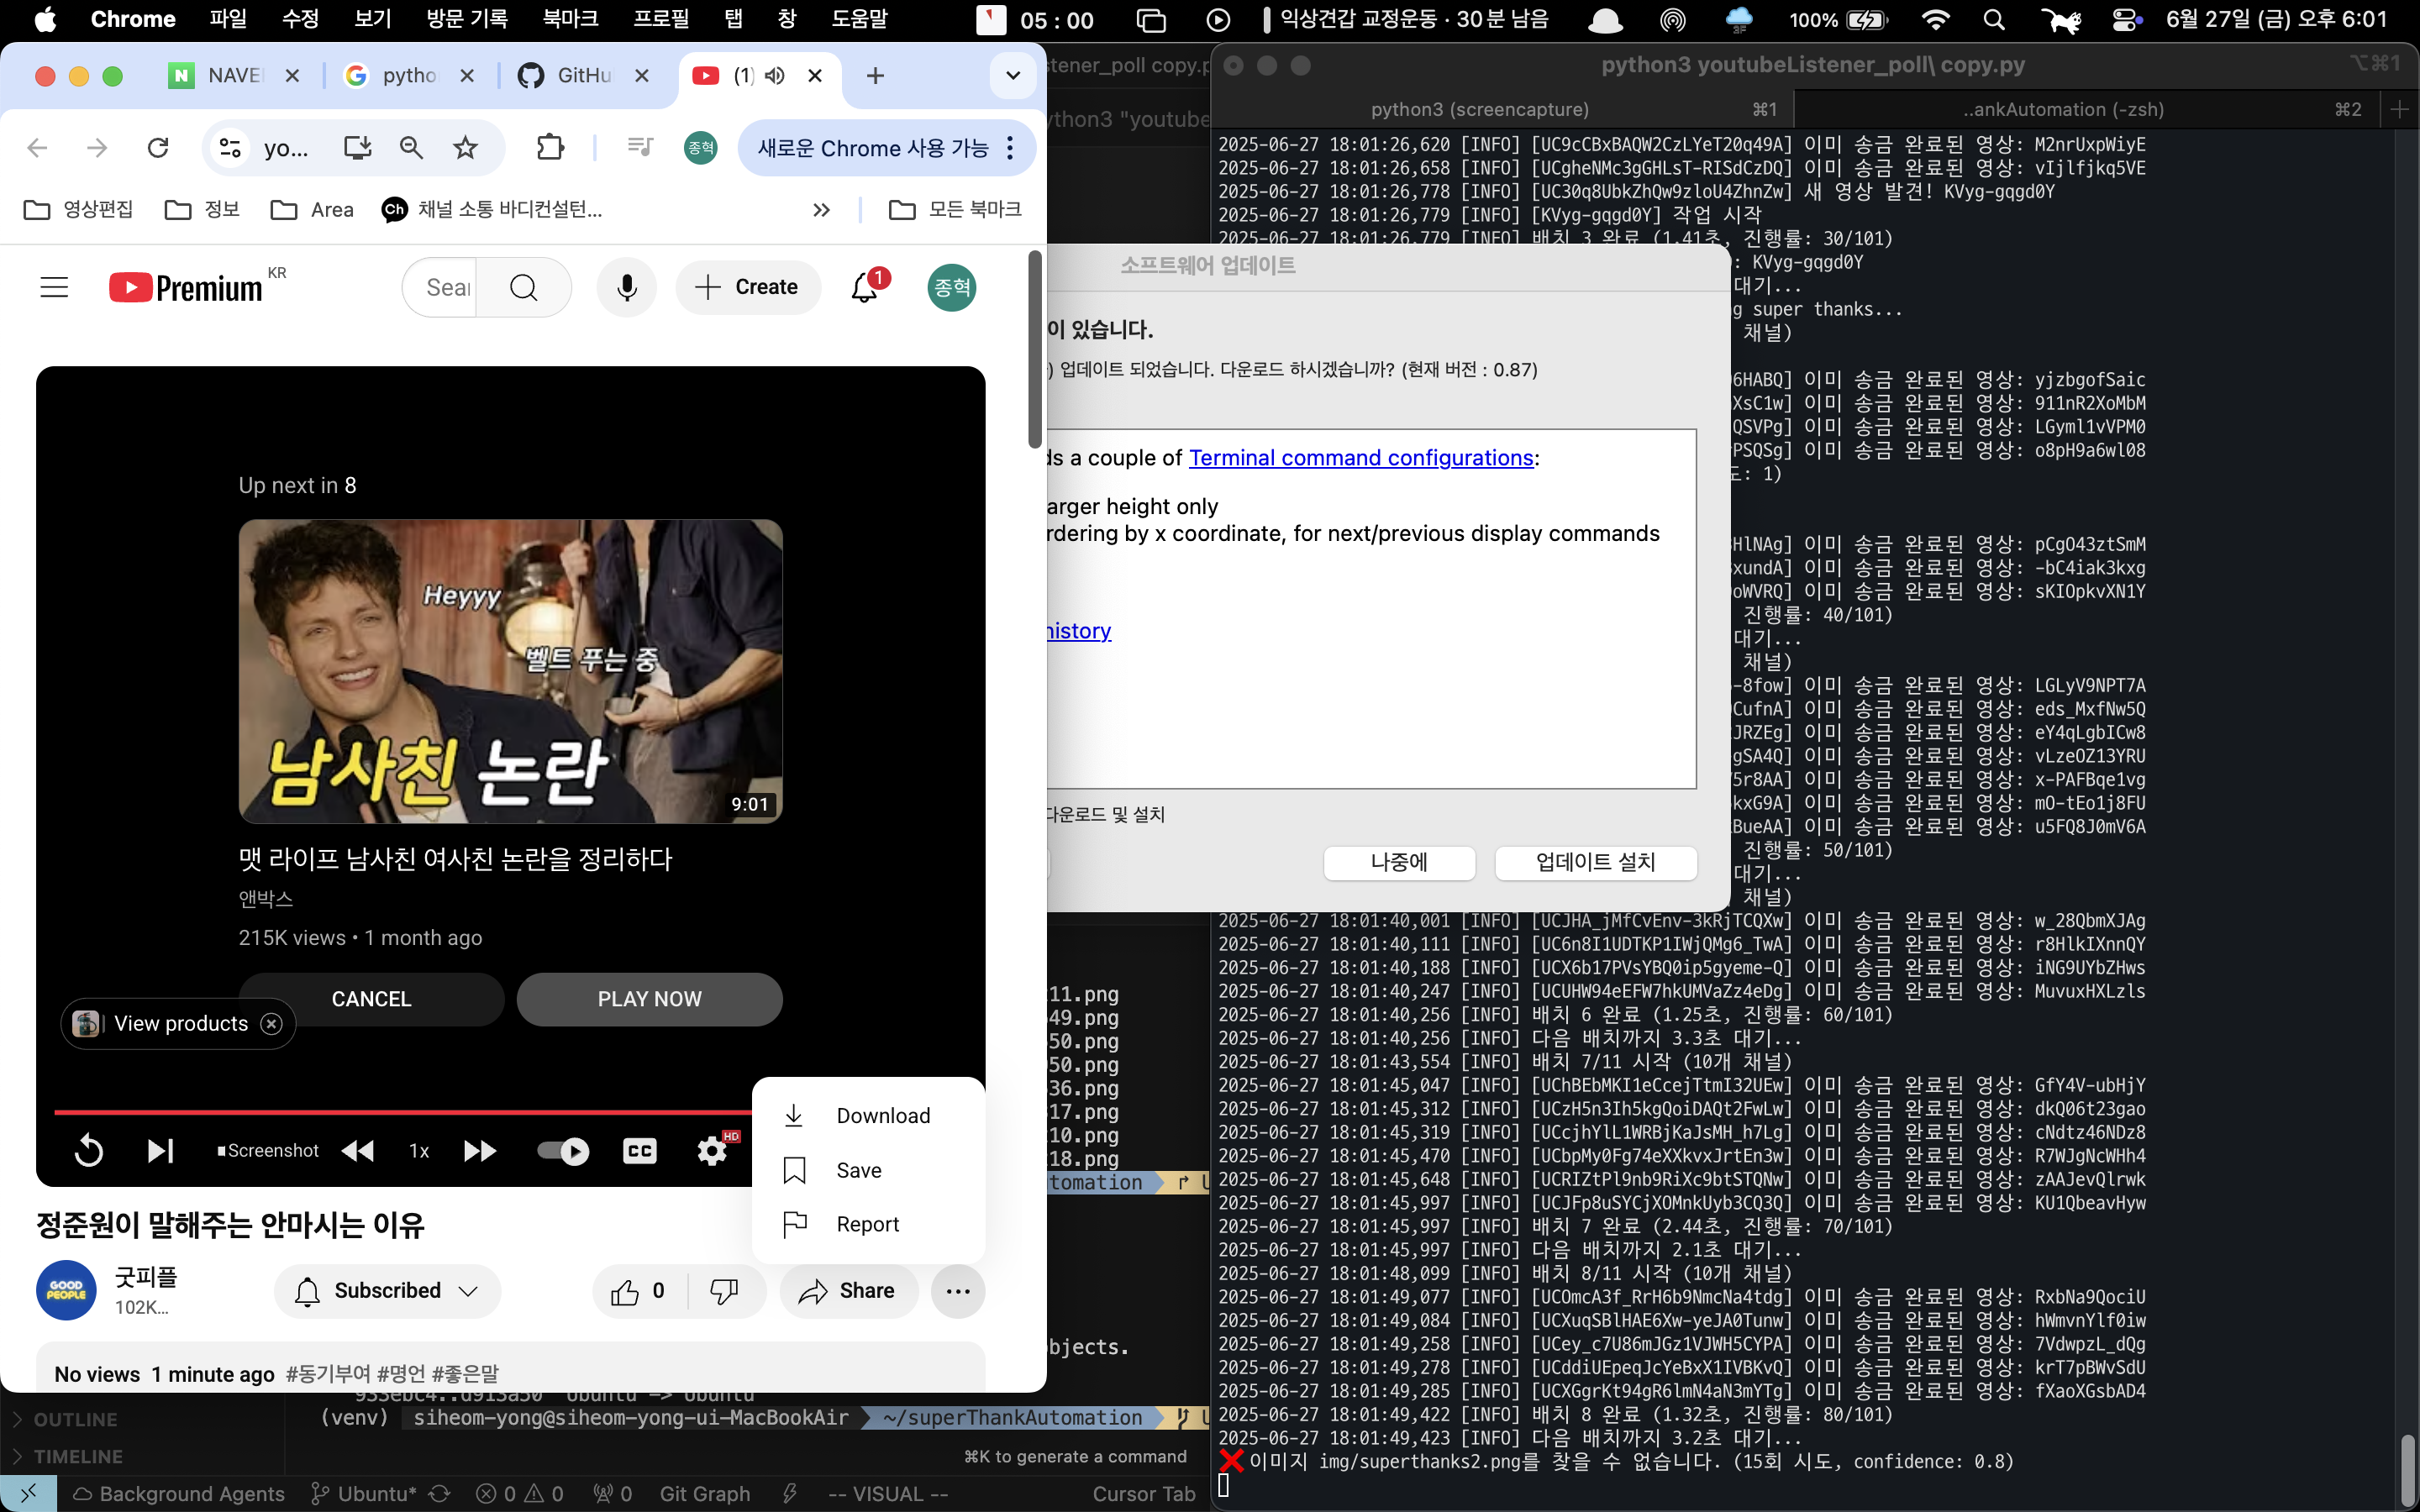 Chrome 파일 수정 보기 방문 기록 북마크 프로필 탭 창 도움말 05 : 00 익상견갑 교정운동 · 30분 남음 100% 6월 27일 (금) 오후 6:01
NAVE pytho GitHu (1)
yo... 종혁 새로운 Chrome 사용 가능
영상편집 정보 Area 채널 소통 바디컨설턴... 모든 북마크
Premium KR Sear Create 1 종혁
Up next in 8
Heyyy
벨트 푸는 중
남사친 논란
9:01
맷 라이프 남사친 여사친 논란을 정리하다
앤박스
215K views • 1 month ago
CANCEL PLAY NOW
View products
Download
Save
Report
Screenshot 1x CC HD
정준원이 말해주는 안마시는 이유
GOOD PEOPLE
굿피플
102K...
Subscribed 0 Share
No views 1 minute ago #동기부여 #명언 #좋은말
stener_poll copy.p
ython3 "youtube
소프트웨어 업데이트
이 있습니다.
) 업데이트 되었습니다. 다운로드 하시겠습니까? (현재 버전 : 0.87)
ds a couple of Terminal command configurations:
arger height only
rdering by x coordinate, for next/previous display commands
history
다운로드 및 설치
나중에 업데이트 설치
11.png
49.png
50.png
50.png
36.png
17.png
10.png
18.png
tomation
bjects.
Ubuntu -> Ubuntu
(venv) siheom-yong@siheom-yong-ui-MacBookAir ~/superThankAutomation
⌘K to generate a command
OUTLINE
TIMELINE
Background Agents Ubuntu* 0 0 0 Git Graph -- VISUAL -- Cursor Tab
python3 youtubeListener_poll\ copy.py ⌥⌘1
python3 (screencapture) ⌘1 ..ankAutomation (-zsh) ⌘2
2025-06-27 18:01:26,620 [INFO] [UC9cCBxBAQW2CzLYeT20q49A] 이미 송금 완료된 영상: M2nrUxpWiyE
2025-06-27 18:01:26,658 [INFO] [UCgheNMc3gGHLsT-RISdCzDQ] 이미 송금 완료된 영상: vIjlfjkq5VE
2025-06-27 18:01:26,778 [INFO] [UC30q8UbkZhQw9zloU4ZhnZw] 새 영상 발견! KVyg-gqgd0Y
2025-06-27 18:01:26,779 [INFO] [KVyg-gqgd0Y] 작업 시작
2025-06-27 18:01:26,779 [INFO] 배치 3 완료 (1.41초, 진행률: 30/101)
: KVyg-gqgd0Y
대기...
g super thanks...
채널)
6HABQ] 이미 송금 완료된 영상: yjzbgofSaic
XsC1w] 이미 송금 완료된 영상: 911nR2XoMbM
QSVPg] 이미 송금 완료된 영상: LGyml1vVPM0
PSQSg] 이미 송금 완료된 영상: o8pH9a6wl08
도: 1)
HlNAg] 이미 송금 완료된 영상: pCgO43ztSmM
xundA] 이미 송금 완료된 영상: -bC4iak3kxg
oWVRQ] 이미 송금 완료된 영상: sKIOpkvXN1Y
진행률: 40/101)
대기...
채널)
-8fow] 이미 송금 완료된 영상: LGLyV9NPT7A
CufnA] 이미 송금 완료된 영상: eds_MxfNw5Q
JRZEg] 이미 송금 완료된 영상: eY4qLgbICw8
gSA4Q] 이미 송금 완료된 영상: vLzeOZ13YRU
5r8AA] 이미 송금 완료된 영상: x-PAFBqe1vg
kxG9A] 이미 송금 완료된 영상: mO-tEo1j8FU
BueAA] 이미 송금 완료된 영상: u5FQ8J0mV6A
진행률: 50/101)
대기...
채널)
2025-06-27 18:01:40,001 [INFO] [UCJHA_jMfCvEnv-3kRjTCQXw] 이미 송금 완료된 영상: w_28QbmXJAg
2025-06-27 18:01:40,111 [INFO] [UC6n8I1UDTKP1IWjQMg6_TwA] 이미 송금 완료된 영상: r8HlkIXnnQY
2025-06-27 18:01:40,188 [INFO] [UCX6b17PVsYBQ0ip5gyeme-Q] 이미 송금 완료된 영상: iNG9UYbZHws
2025-06-27 18:01:40,247 [INFO] [UCUHW94eEFW7hkUMVaZz4eDg] 이미 송금 완료된 영상: MuvuxHXLzls
2025-06-27 18:01:40,256 [INFO] 배치 6 완료 (1.25초, 진행률: 60/101)
2025-06-27 18:01:40,256 [INFO] 다음 배치까지 3.3초 대기...
2025-06-27 18:01:43,554 [INFO] 배치 7/11 시작 (10개 채널)
2025-06-27 18:01:45,047 [INFO] [UChBEbMKI1eCcejTtmI32UEw] 이미 송금 완료된 영상: GfY4V-ubHjY
2025-06-27 18:01:45,312 [INFO] [UCzH5n3Ih5kgQoiDAQt2FwLw] 이미 송금 완료된 영상: dkQ06t23gao
2025-06-27 18:01:45,319 [INFO] [UCcjhYlL1WRBjKaJsMH_h7Lg] 이미 송금 완료된 영상: cNdtz46NDz8
2025-06-27 18:01:45,470 [INFO] [UCbpMy0Fg74eXXkvxJrtEn3w] 이미 송금 완료된 영상: R7WJgNcWHh4
2025-06-27 18:01:45,648 [INFO] [UCRIZtPl9nb9RiXc9btSTQNw] 이미 송금 완료된 영상: zAAJevQlrwk
2025-06-27 18:01:45,997 [INFO] [UCJFp8uSYCjXOMnkUyb3CQ3Q] 이미 송금 완료된 영상: KU1QbeavHyw
2025-06-27 18:01:45,997 [INFO] 배치 7 완료 (2.44초, 진행률: 70/101)
2025-06-27 18:01:45,997 [INFO] 다음 배치까지 2.1초 대기...
2025-06-27 18:01:48,099 [INFO] 배치 8/11 시작 (10개 채널)
2025-06-27 18:01:49,077 [INFO] [UCOmcA3f_RrH6b9NmcNa4tdg] 이미 송금 완료된 영상: RxbNa9QociU
2025-06-27 18:01:49,084 [INFO] [UCXuqSBlHAE6Xw-yeJA0Tunw] 이미 송금 완료된 영상: hWmvnYlf0iw
2025-06-27 18:01:49,258 [INFO] [UCey_c7U86mJGz1VJWH5CYPA] 이미 송금 완료된 영상: 7VdwpzL_dQg
2025-06-27 18:01:49,278 [INFO] [UCddiUEpeqJcYeBxX1IVBKvQ] 이미 송금 완료된 영상: krT7pBWvSdU
2025-06-27 18:01:49,285 [INFO] [UCXGgrKt94gR6lmN4aN3mYTg] 이미 송금 완료된 영상: fXaoXGsbAD4
2025-06-27 18:01:49,422 [INFO] 배치 8 완료 (1.32초, 진행률: 80/101)
2025-06-27 18:01:49,423 [INFO] 다음 배치까지 3.2초 대기...
❌이미지 img/superthanks2.png를 찾을 수 없습니다. (15회 시도, confidence: 0.8)